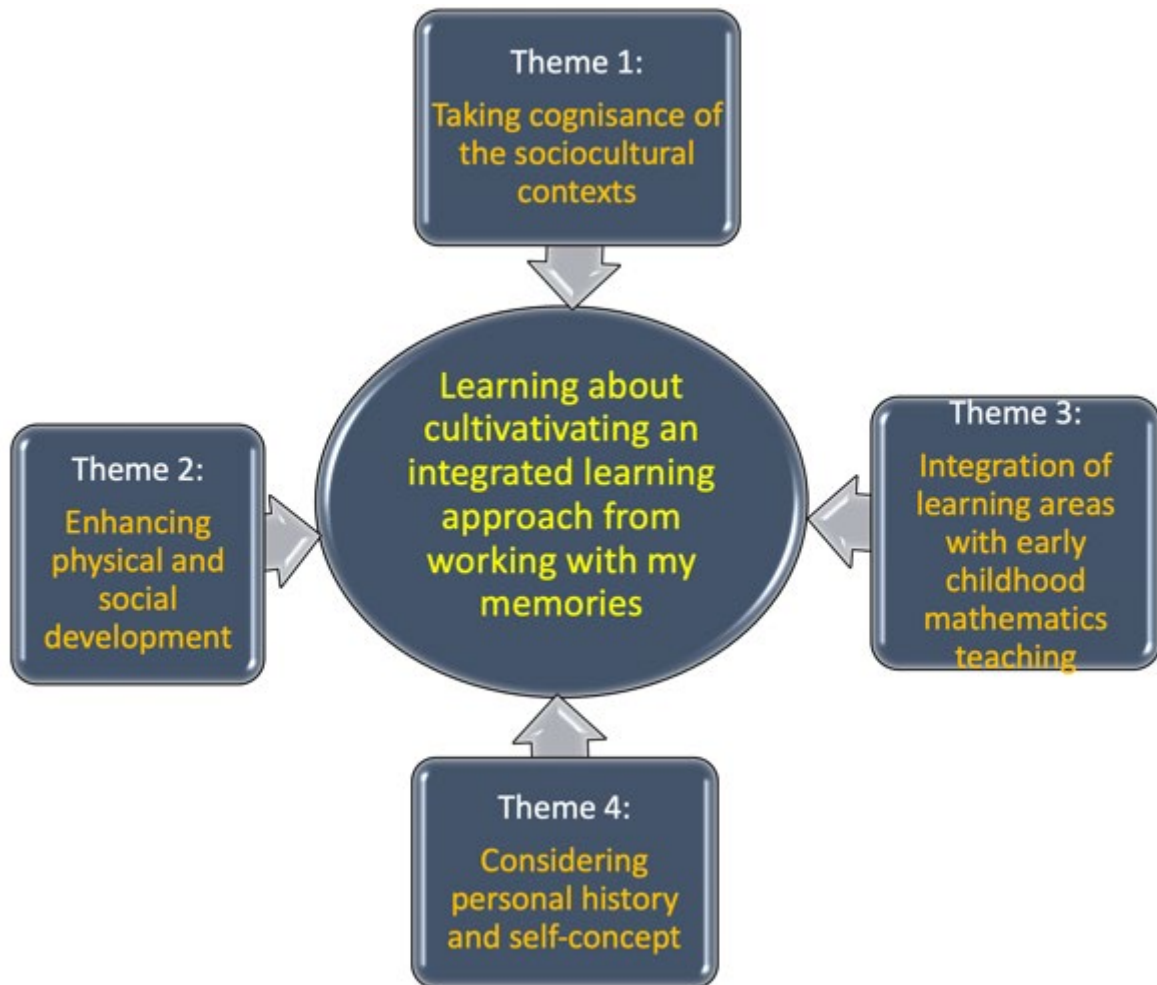 Theme 1:
Taking cognisance of
the sociocultural
contexts
Learning about
cultivativating an
integrated learning
approach from
working with my
memories
Theme 2:
Enhancing
physical and
social
development
Theme 3:
Integration of
learning areas
with early
childhood
mathematics
teaching
Theme 4:
Considering
personal history
and self-concept